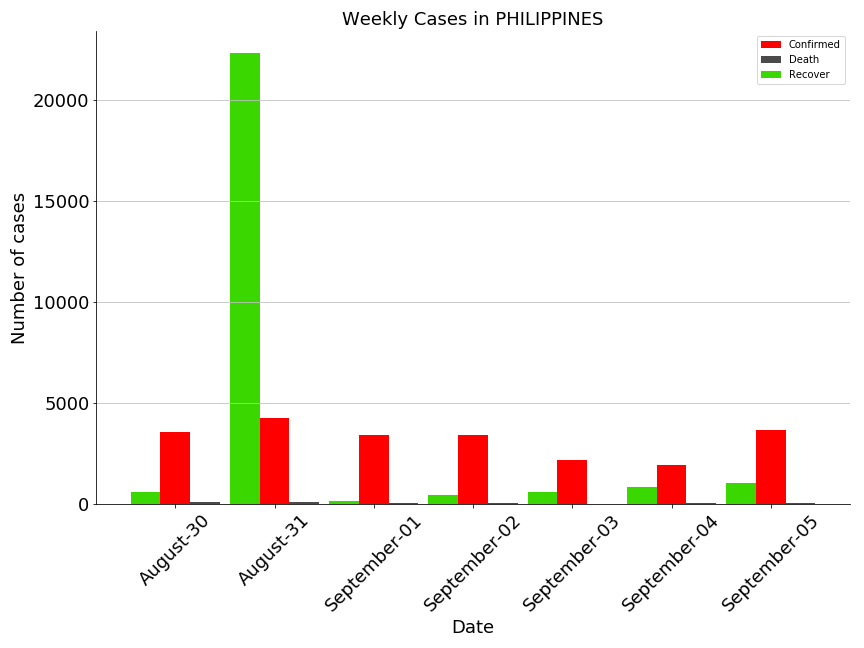 Weekly Cases in PHILIPPINES
Confirmed
Death
Recover
Number of cases
20000
15000
10000
5000
0
August-30
August-31
September-01
September-02
September-03
September-04
September-05
Date